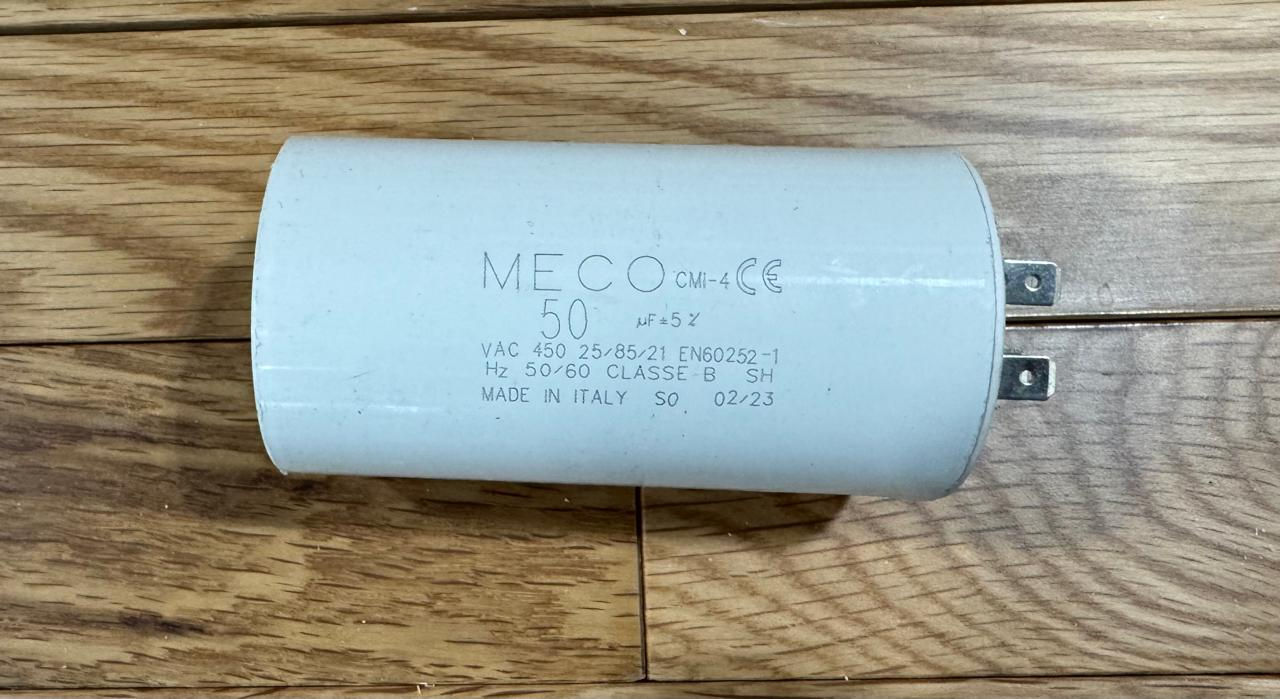 MECO CMI-4 CE
50 µF±5%
VAC 450 25/85/21 EN60252-1
Hz 50/60 CLASSE B SH
MADE IN ITALY SO 02/23